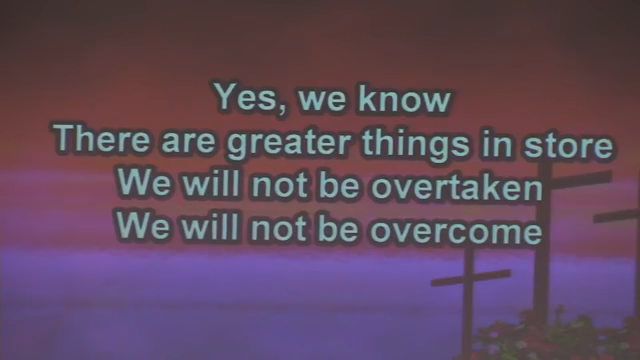 Yes, we know
There are greater things in store
We will not be overtaken
We will not be overcome